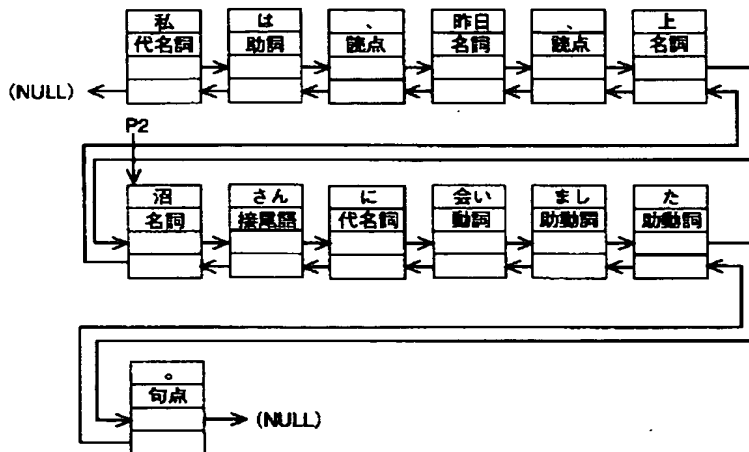 私 は 、 昨日 、 上
代名詞 助詞 読点 名詞 読点 名詞
(NULL)
P2
沼 さん に 会い まし た
名詞 接尾語 代名詞 動詞 助動詞 助動詞
。
句点
(NULL)